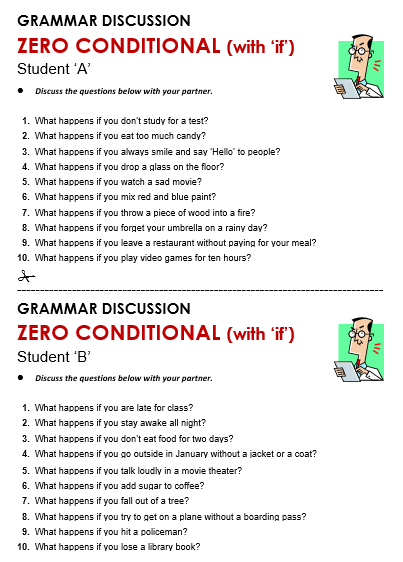 GRAMMAR DISCUSSION
ZERO CONDITIONAL (with ‘if’)
Student ‘A’
● Discuss the questions below with your partner.
1. What happens if you don’t study for a test?
2. What happens if you eat too much candy?
3. What happens if you always smile and say ‘Hello’ to people?
4. What happens if you drop a glass on the floor?
5. What happens if you watch a sad movie?
6. What happens if you mix red and blue paint?
7. What happens if you throw a piece of wood into a fire?
8. What happens if you forget your umbrella on a rainy day?
9. What happens if you leave a restaurant without paying for your meal?
10. What happens if you play video games for ten hours?
GRAMMAR DISCUSSION
ZERO CONDITIONAL (with ‘if’)
Student ‘B’
● Discuss the questions below with your partner.
1. What happens if you are late for class?
2. What happens if you stay awake all night?
3. What happens if you don’t eat food for two days?
4. What happens if you go outside in January without a jacket or a coat?
5. What happens if you talk loudly in a movie theater?
6. What happens if you add sugar to coffee?
7. What happens if you fall out of a tree?
8. What happens if you try to get on a plane without a boarding pass?
9. What happens if you hit a policeman?
10. What happens if you lose a library book?